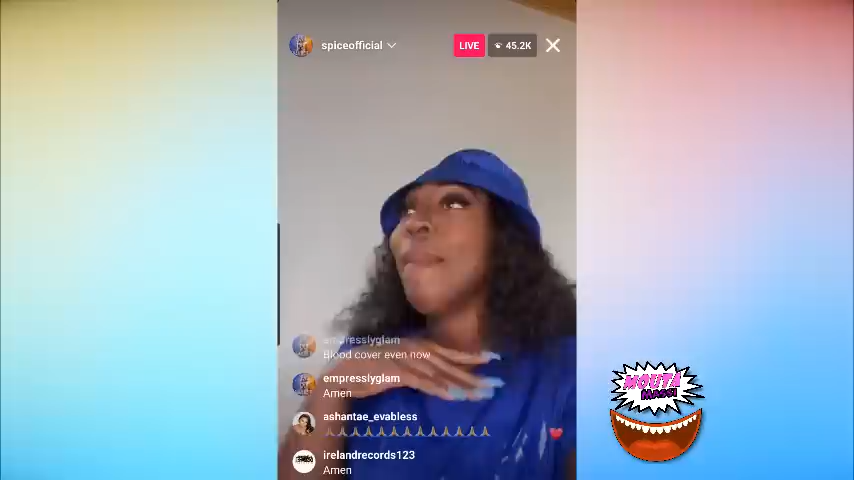 spiceofficial
LIVE
45.2K
empresslyglam
Blood cover even now
empresslyglam
Amen
ashantae_evabless
irelandrecords123
Amen
MOUTA
MASSI